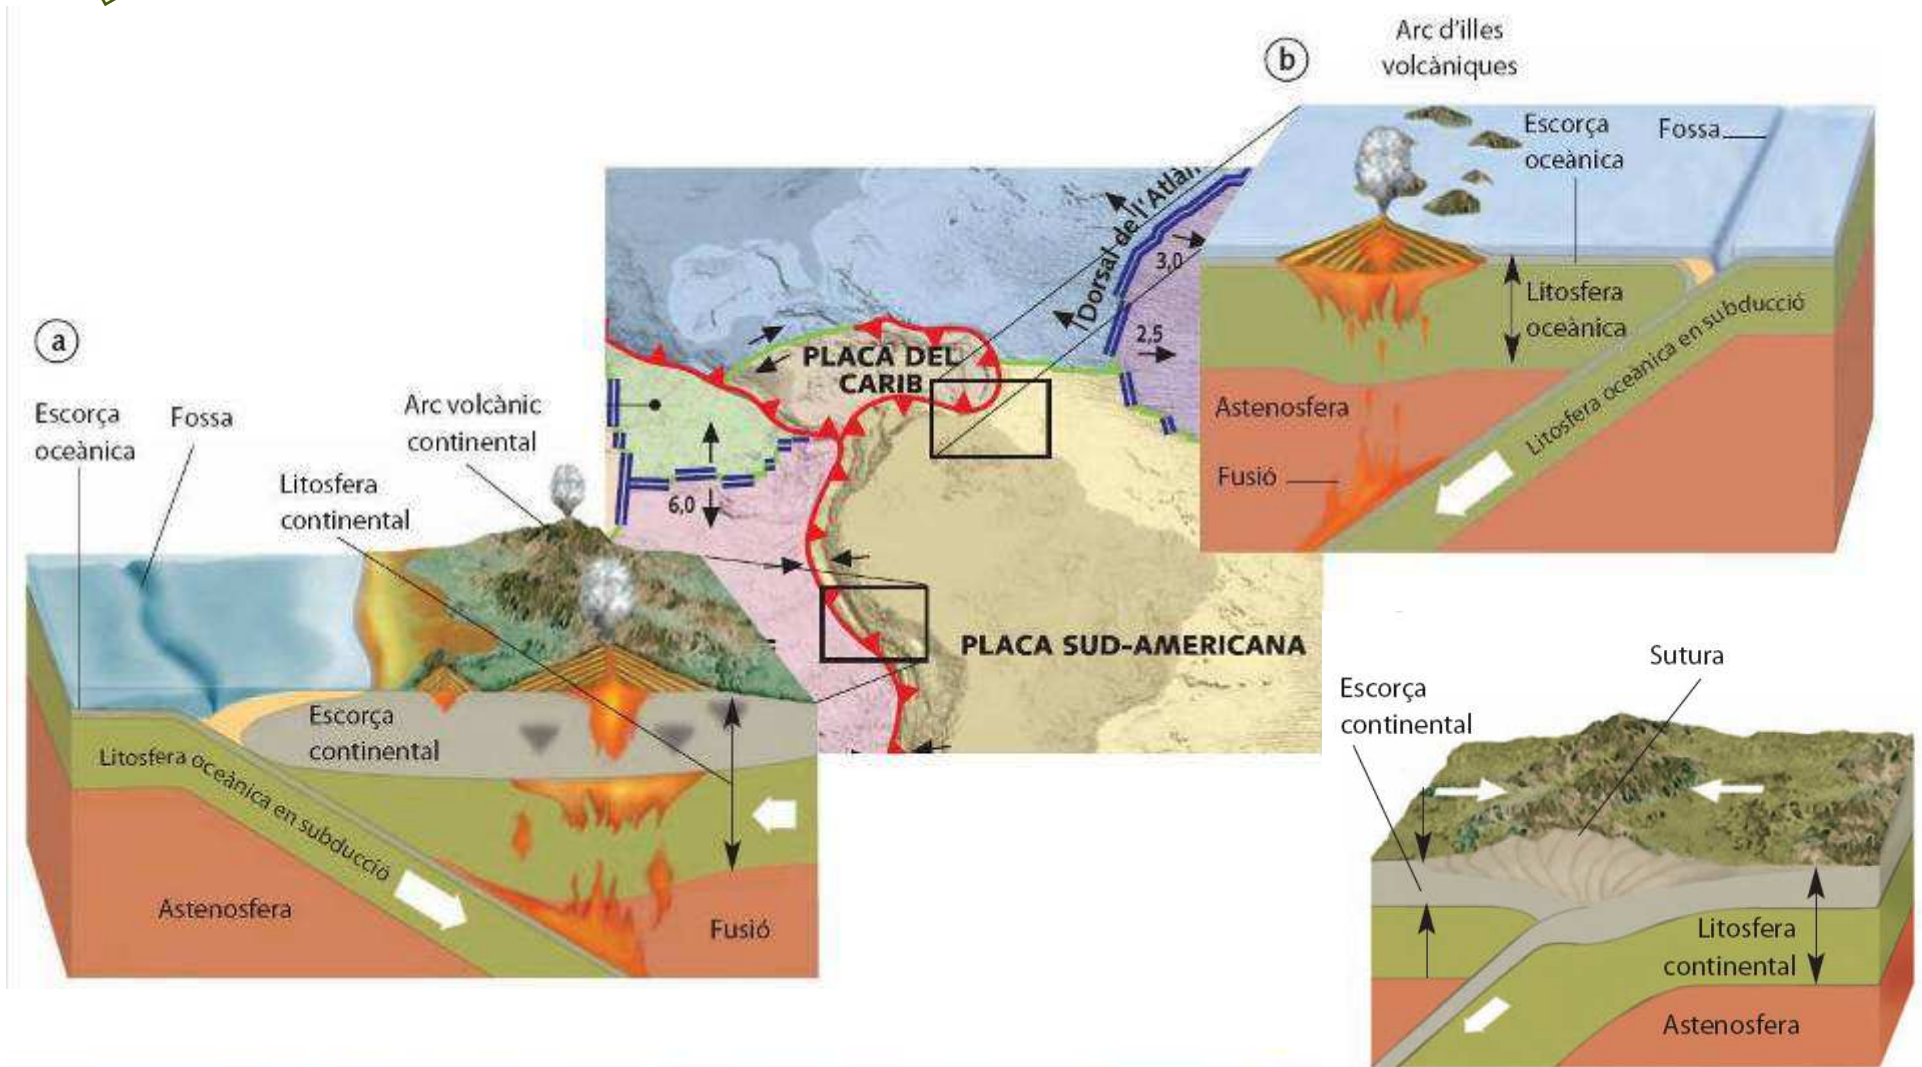 a
Escorça
oceànica
Fossa
Litosfera
continental
Arc volcànic
continental
Escorça
continental
Litosfera oceànica en subducció
Astenosfera
Fusió
Dorsal de l'Atlàn
3,0
2,5
PLACA DEL
CARIB
6,0
PLACA SUD-AMERICANA
b
Arc d'illes
volcàniques
Escorça
oceànica
Fossa
Litosfera
oceànica
Litosfera oceànica en subducció
Astenosfera
Fusió
Sutura
Escorça
continental
Litosfera
continental
Astenosfera